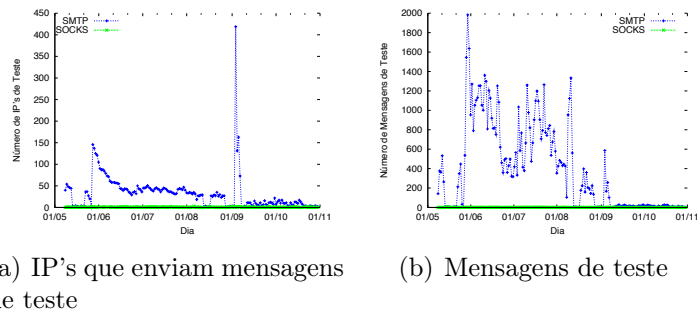 450
400
350
300
250
200
150
100
50
0
Número de IP's de Teste
SMTP
SOCKS
01/05 01/06 01/07 01/08 01/09 01/10 01/11
Dia
2000
1800
1600
1400
1200
1000
800
600
400
200
0
Número de Mensagens de Teste
SMTP
SOCKS
01/05 01/06 01/07 01/08 01/09 01/10 01/11
Dia
a) IP's que enviam mensagens
de teste
(b) Mensagens de teste